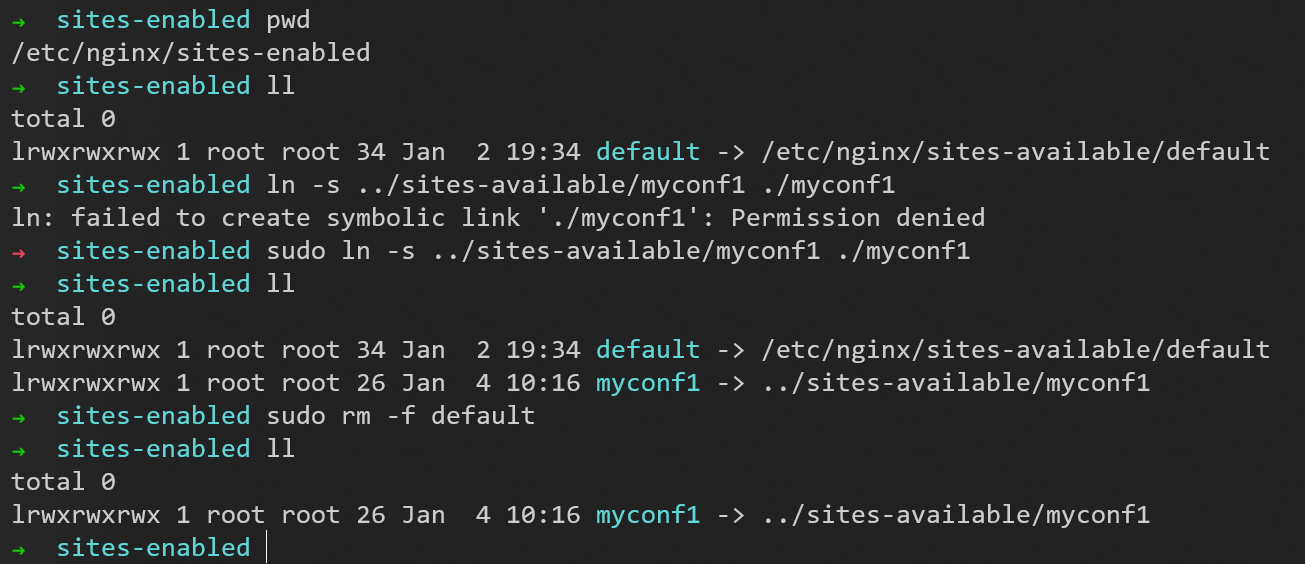 → sites-enabled pwd
/etc/nginx/sites-enabled
→ sites-enabled ll
total 0
lrwxrwxrwx 1 root root 34 Jan  2 19:34 default -> /etc/nginx/sites-available/default
→ sites-enabled ln -s ../sites-available/myconf1 ./myconf1
ln: failed to create symbolic link './myconf1': Permission denied
→ sites-enabled sudo ln -s ../sites-available/myconf1 ./myconf1
→ sites-enabled ll
total 0
lrwxrwxrwx 1 root root 34 Jan  2 19:34 default -> /etc/nginx/sites-available/default
lrwxrwxrwx 1 root root 26 Jan  4 10:16 myconf1 -> ../sites-available/myconf1
→ sites-enabled sudo rm -f default
→ sites-enabled ll
total 0
lrwxrwxrwx 1 root root 26 Jan  4 10:16 myconf1 -> ../sites-available/myconf1
→ sites-enabled